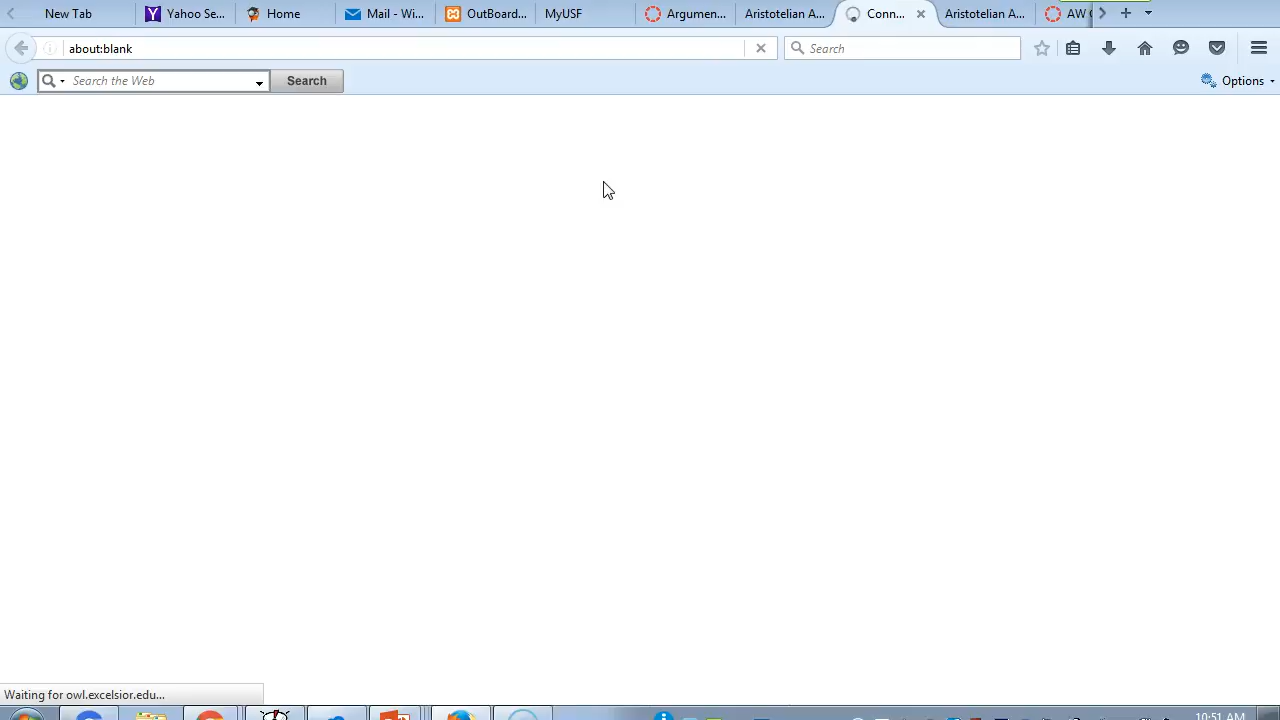 New Tab
Yahoo Se...
Home
Mail - Wi...
OutBoard...
MyUSF
Argumen...
Aristotelian A...
Conn...
Aristotelian A...
AW
about:blank
Search
Search the Web
Search
Options
Waiting for owl.excelsior.edu...
10:51 AM